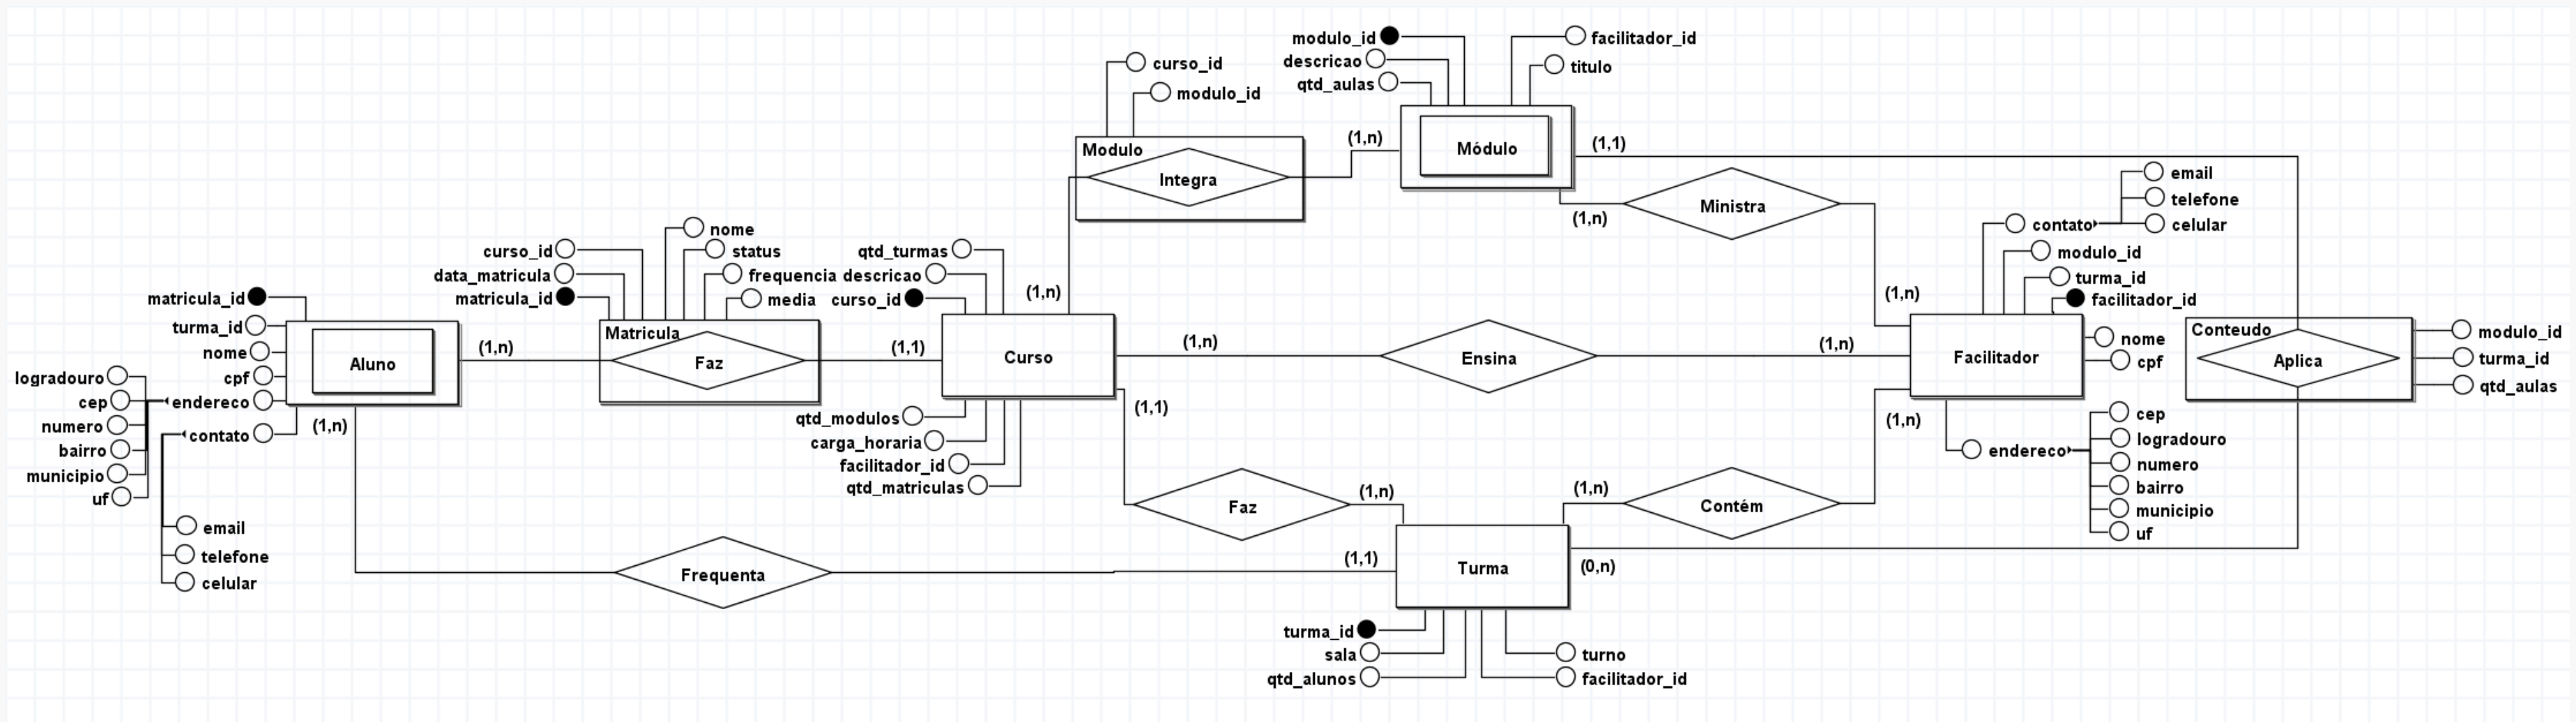 modulo_id
descricao
qtd_aulas
facilitador_id
titulo
curso_id
modulo_id
Modulo
Integra
(1,n)
Módulo
(1,1)
(1,n)
Ministra
email
telefone
celular
contato
modulo_id
turma_id
facilitador_id
nome
cpf
(1,n)
Facilitador
Conteudo
Aplica
modulo_id
turma_id
qtd_aulas
nome
status
frequencia
media
curso_id
data_matricula
matricula_id
qtd_turmas
descricao
curso_id
(1,n)
matricula_id
turma_id
nome
cpf
endereco
contato
logradouro
cep
numero
bairro
municipio
uf
email
telefone
celular
Aluno
(1,n)
(1,n)
Matricula
Faz
(1,1)
Curso
(1,n)
Ensina
(1,n)
(1,1)
qtd_modulos
carga_horaria
facilitador_id
qtd_matriculas
(1,n)
endereco
cep
logradouro
numero
bairro
municipio
uf
Faz
(1,n)
(1,n)
Contém
Frequenta
(1,1)
Turma
(0,n)
turma_id
sala
qtd_alunos
turno
facilitador_id